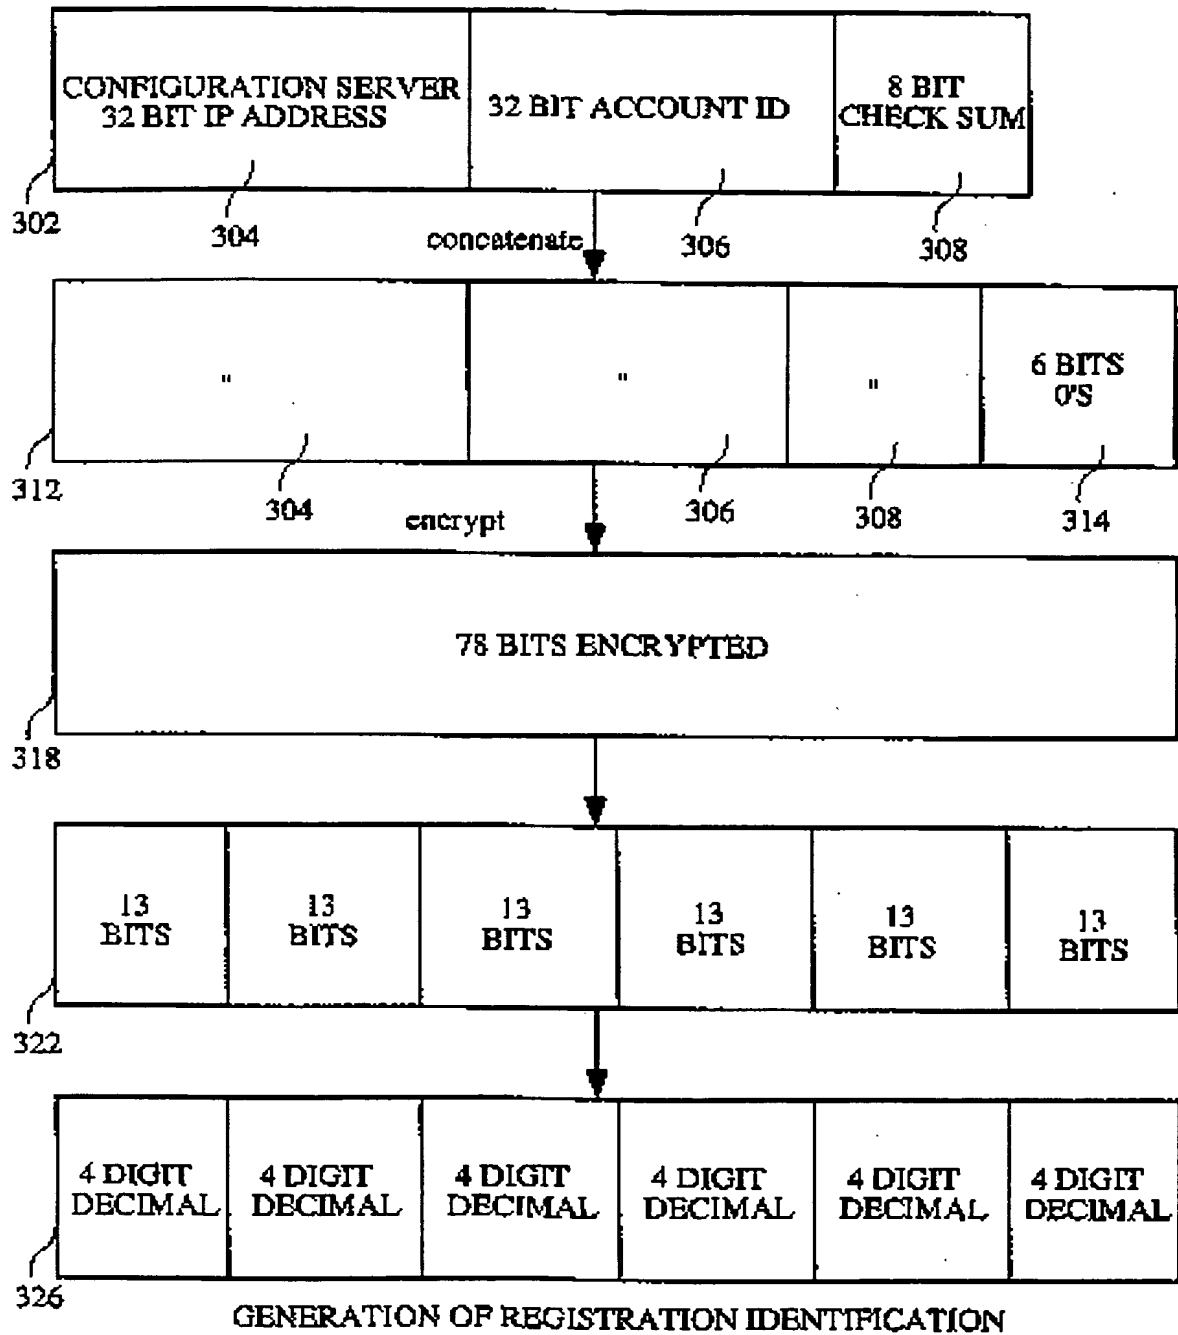 CONFIGURATION SERVER
32 BIT IP ADDRESS
32 BIT ACCOUNT ID
8 BIT
CHECK SUM
302
304
concatenate
306
308
"
"
"
6 BITS
0'S
312
304
encrypt
306
308
314
78 BITS ENCRYPTED
318
13
BITS
13
BITS
13
BITS
13
BITS
13
BITS
13
BITS
322
4 DIGIT
DECIMAL
4 DIGIT
DECIMAL
4 DIGIT
DECIMAL
4 DIGIT
DECIMAL
4 DIGIT
DECIMAL
4 DIGIT
DECIMAL
326
GENERATION OF REGISTRATION IDENTIFICATION